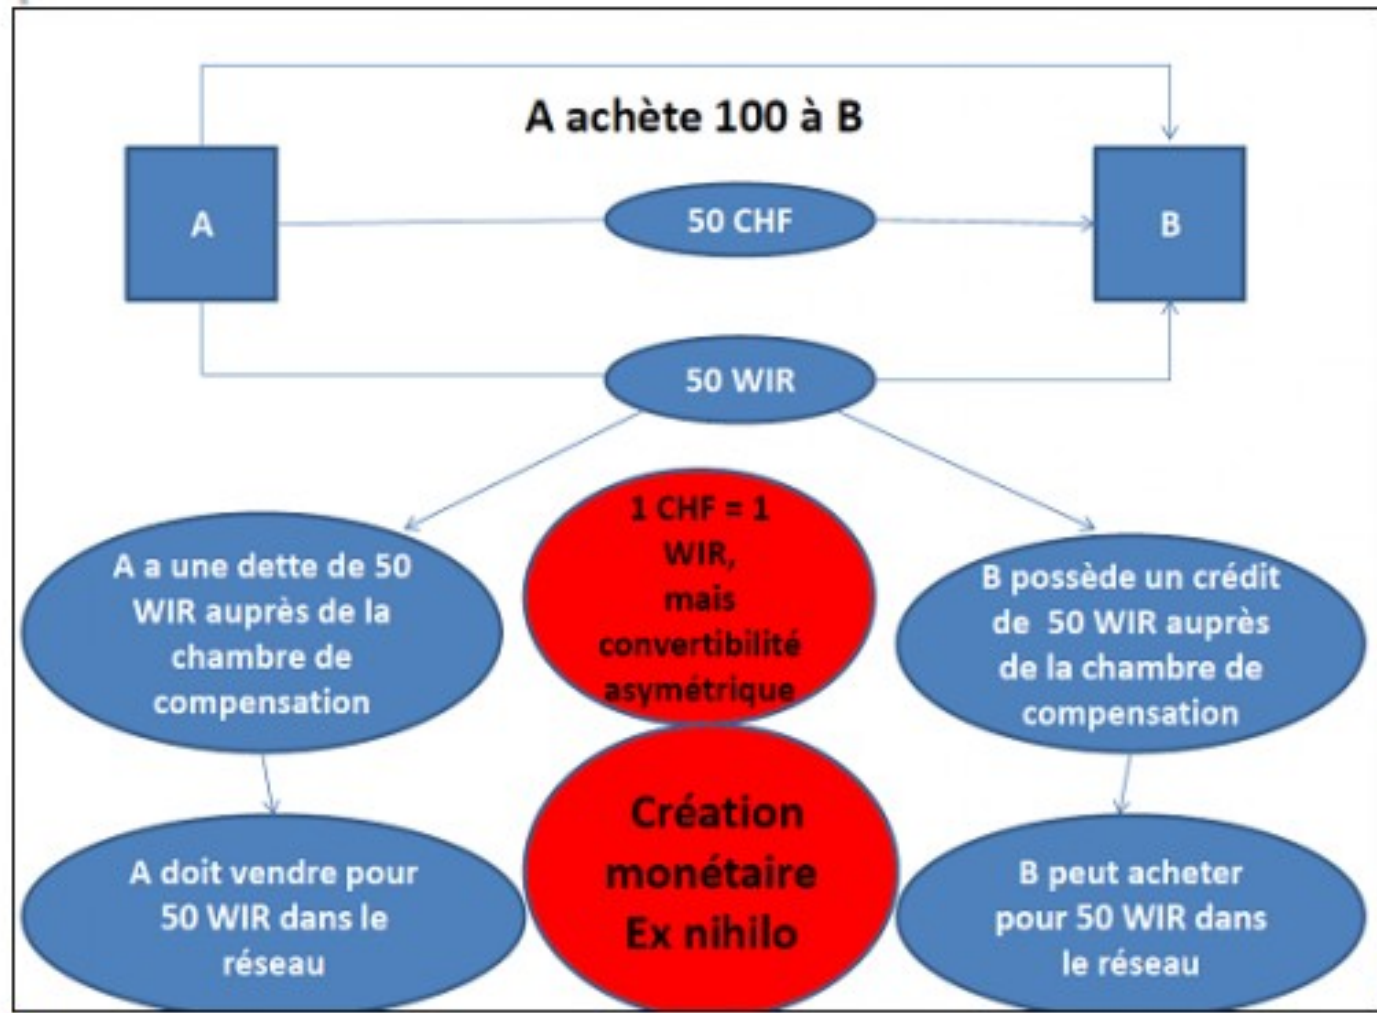 A achète 100 à B
A
50 CHF
B
50 WIR
A a une dette de 50
WIR auprès de la
chambre de
compensation
1 CHF = 1
WIR,
mais
convertibilité
asymétrique
B possède un crédit
de 50 WIR auprès
de la chambre de
compensation
A doit vendre pour
50 WIR dans le
réseau
Création
monétaire
Ex nihilo
B peut acheter
pour 50 WIR dans
le réseau